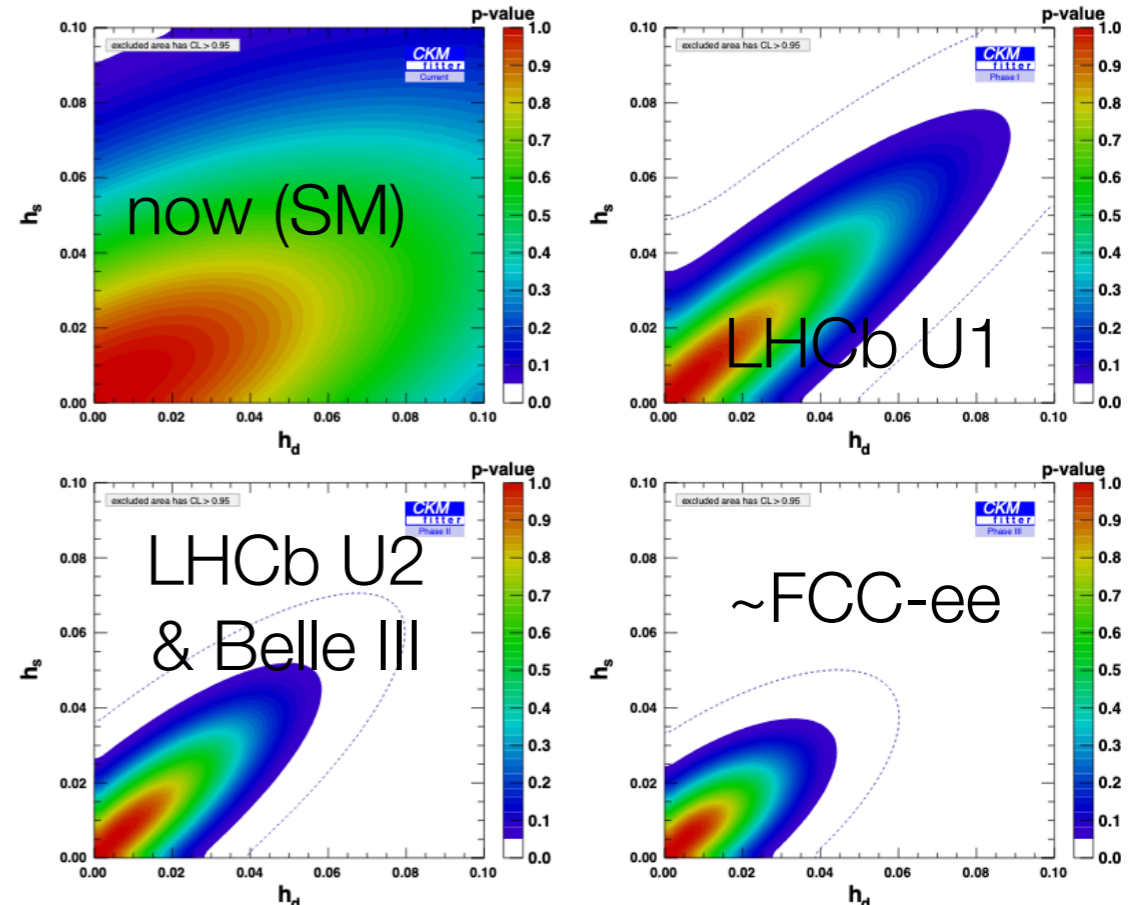 p-value
excluded area has CL > 0.95
CKM
fitter
Current
now (SM)
h_s
h_d
0.00 0.02 0.04 0.06 0.08 0.10
0.10
0.08
0.06
0.04
0.02
0.00
1.0
0.9
0.8
0.7
0.6
0.5
0.4
0.3
0.2
0.1
0.0
p-value
excluded area has CL > 0.95
CKM
fitter
Phase I
LHCb U1
h_s
h_d
0.00 0.02 0.04 0.06 0.08 0.10
0.10
0.08
0.06
0.04
0.02
0.00
1.0
0.9
0.8
0.7
0.6
0.5
0.4
0.3
0.2
0.1
0.0
p-value
excluded area has CL > 0.95
CKM
fitter
Phase II
LHCb U2
& Belle III
h_s
h_d
0.00 0.02 0.04 0.06 0.08 0.10
0.10
0.08
0.06
0.04
0.02
0.00
1.0
0.9
0.8
0.7
0.6
0.5
0.4
0.3
0.2
0.1
0.0
p-value
excluded area has CL > 0.95
CKM
fitter
Phase III
~FCC-ee
h_s
h_d
0.00 0.02 0.04 0.06 0.08 0.10
0.10
0.08
0.06
0.04
0.02
0.00
1.0
0.9
0.8
0.7
0.6
0.5
0.4
0.3
0.2
0.1
0.0